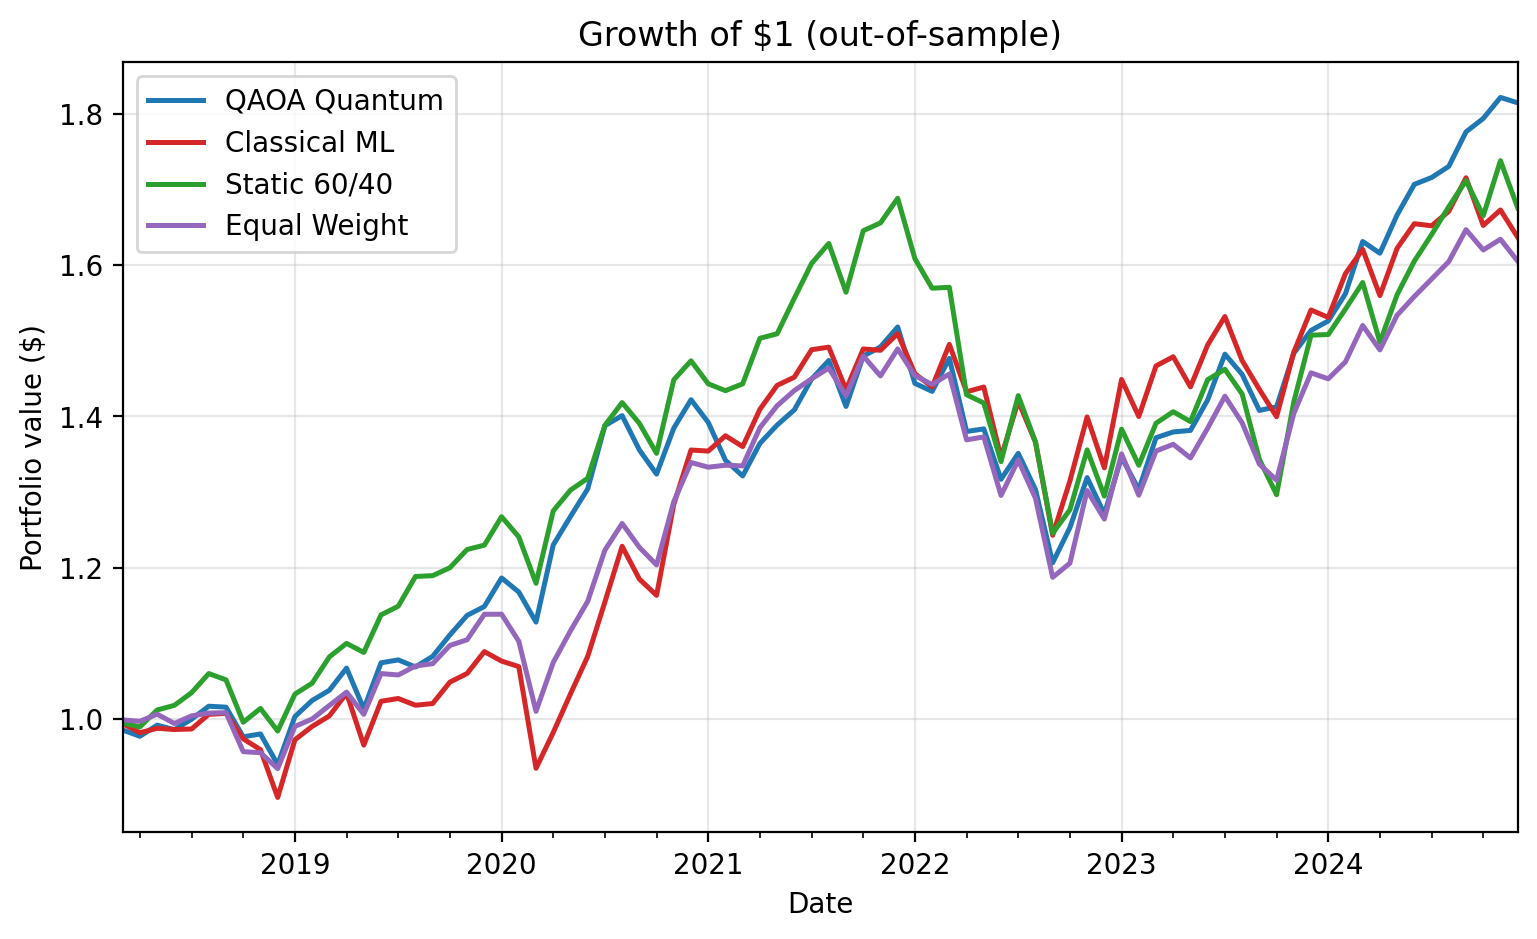 Growth of $1 (out-of-sample)
QAOA Quantum
Classical ML
Static 60/40
Equal Weight
Portfolio value ($)
1.8
1.6
1.4
1.2
1.0
2019 2020 2021 2022 2023 2024
Date